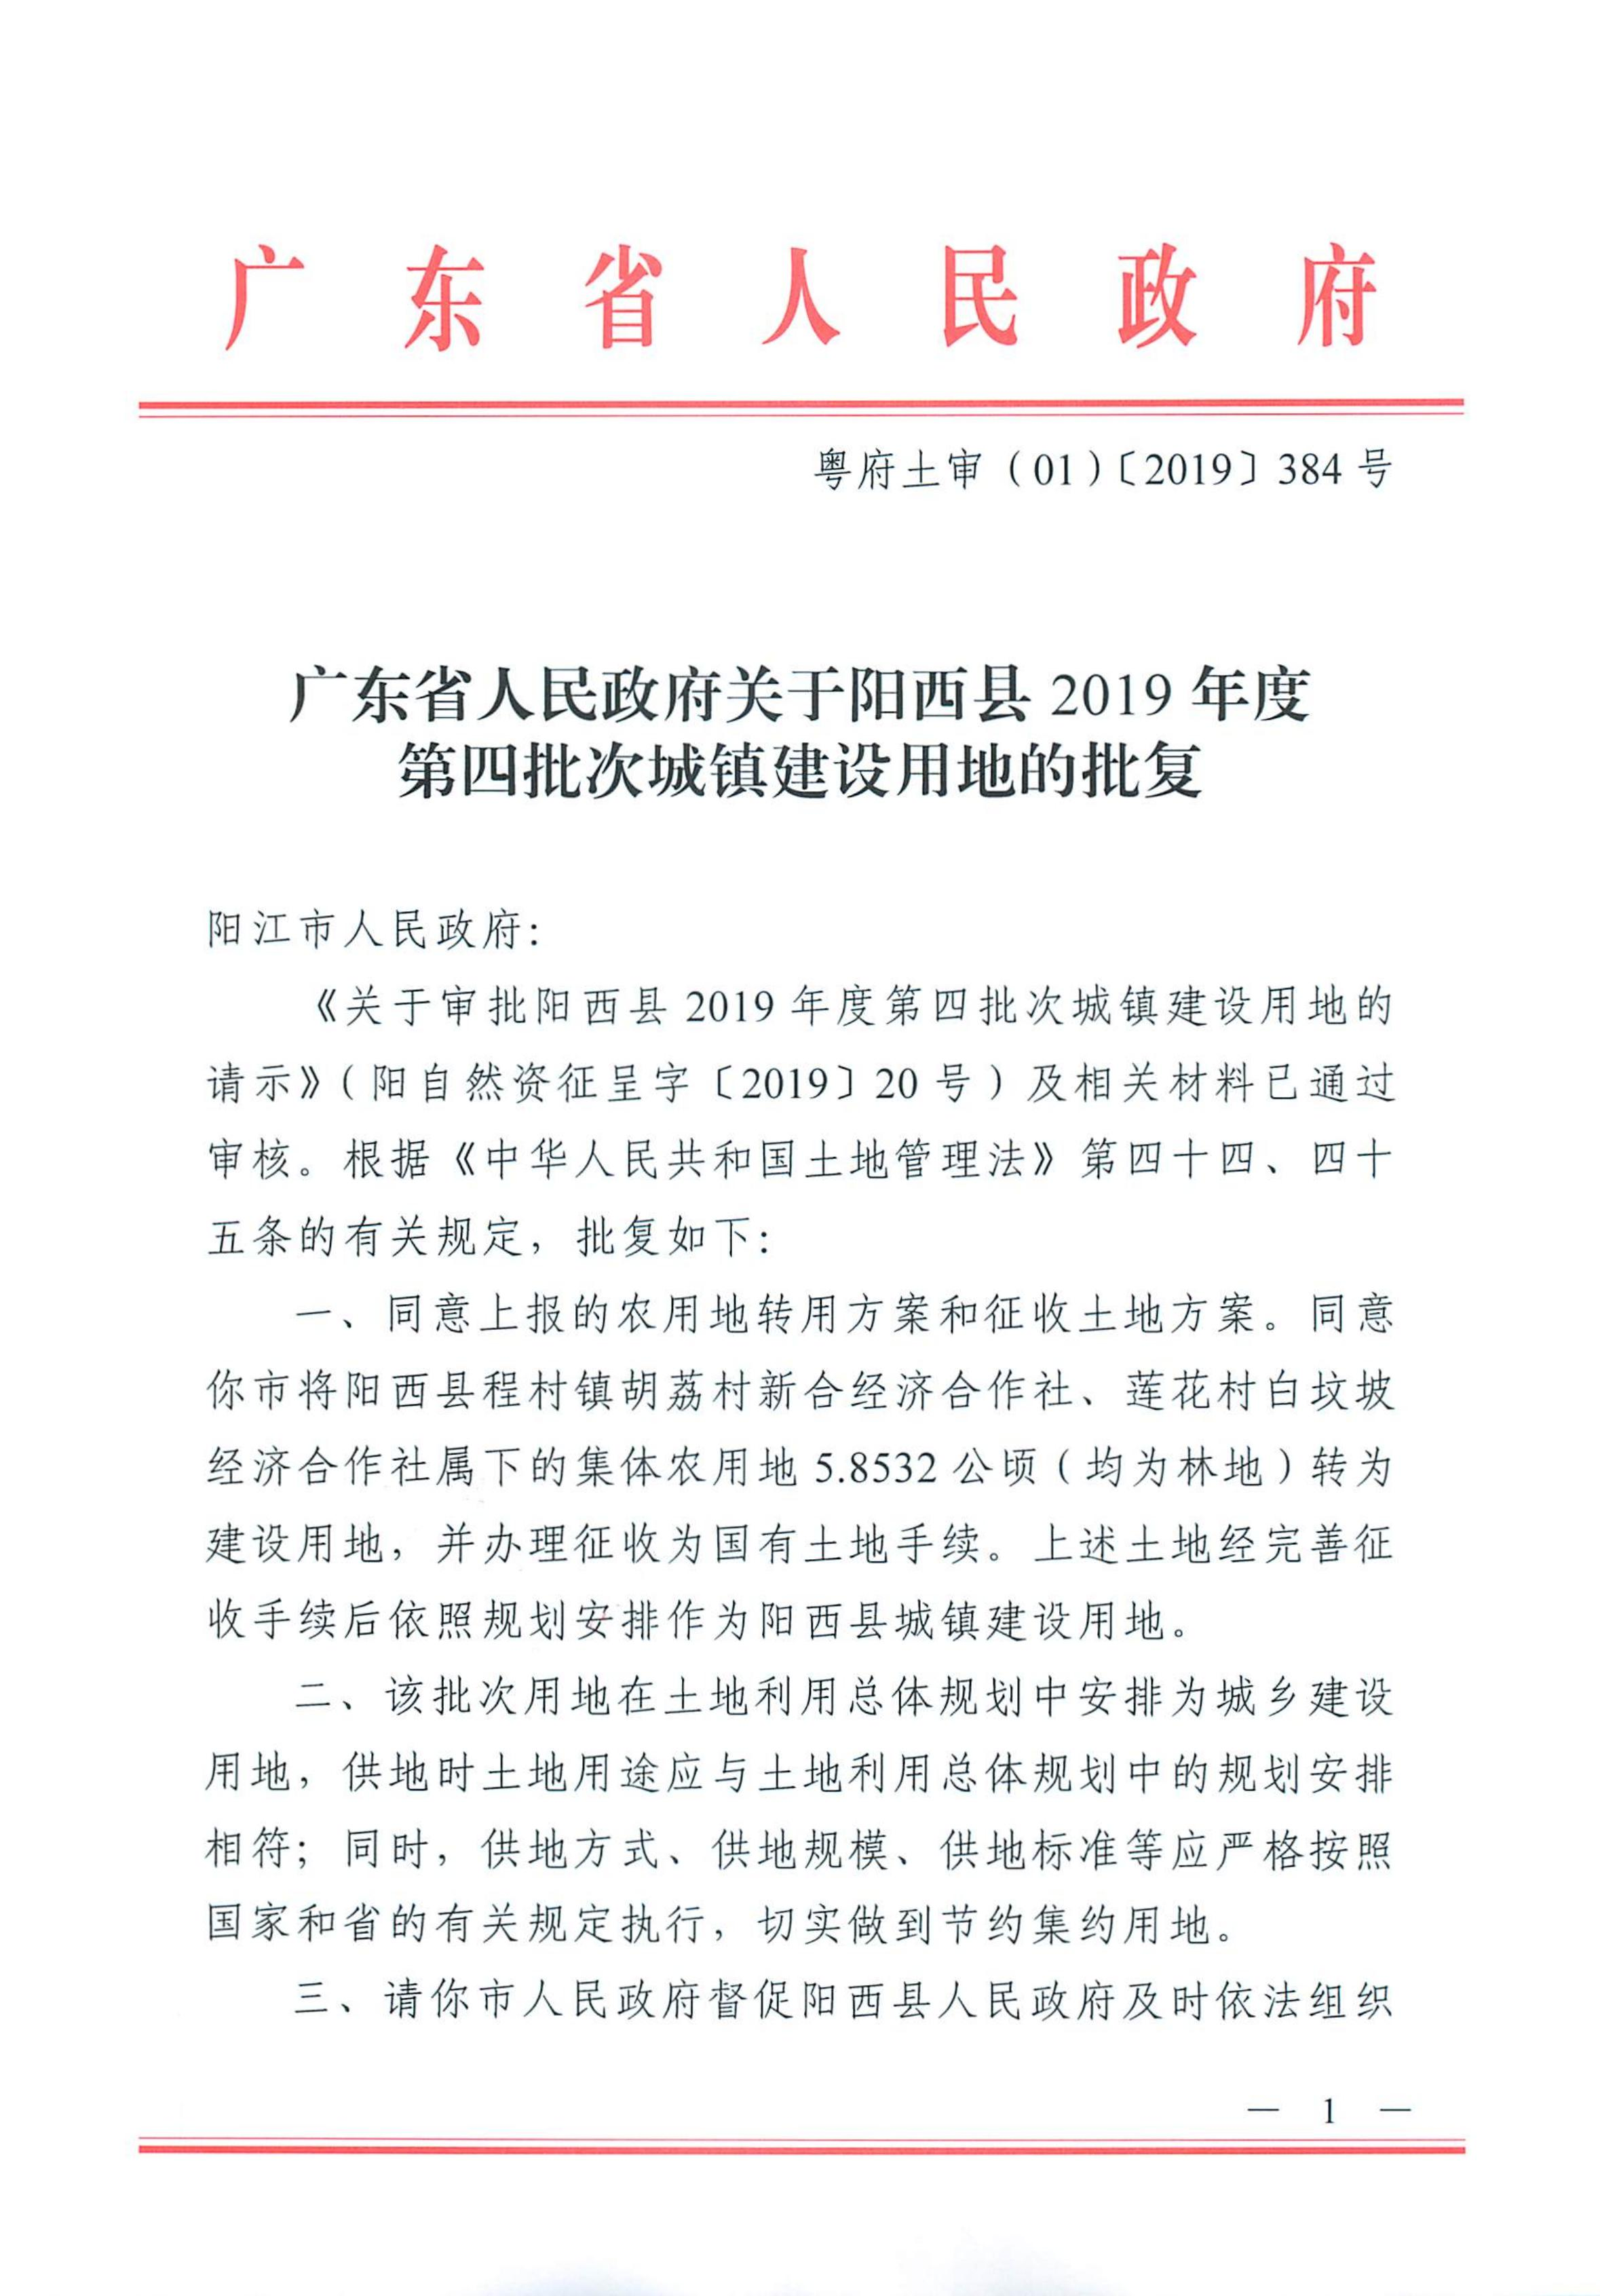 广东省人民政府
粤府土审（01）〔2019〕384 号
广东省人民政府关于阳西县 2019 年度
第四批次城镇建设用地的批复
阳江市人民政府：
《关于审批阳西县 2019 年度第四批次城镇建设用地的
请示》（阳自然资征呈字〔2019〕20 号）及相关材料已通过
审核。根据《中华人民共和国土地管理法》第四十四、四十
五条的有关规定，批复如下：
一、同意上报的农用地转用方案和征收土地方案。同意
你市将阳西县程村镇胡荔村新合经济合作社、莲花村白坟坡
经济合作社属下的集体农用地 5.8532 公顷（均为林地）转为
建设用地，并办理征收为国有土地手续。上述土地经完善征
收手续后依照规划安排作为阳西县城镇建设用地。
二、该批次用地在土地利用总体规划中安排为城乡建设
用地，供地时土地用途应与土地利用总体规划中的规划安排
相符；同时，供地方式、供地规模、供地标准等应严格按照
国家和省的有关规定执行，切实做到节约集约用地。
三、请你市人民政府督促阳西县人民政府及时依法组织
— 1 —